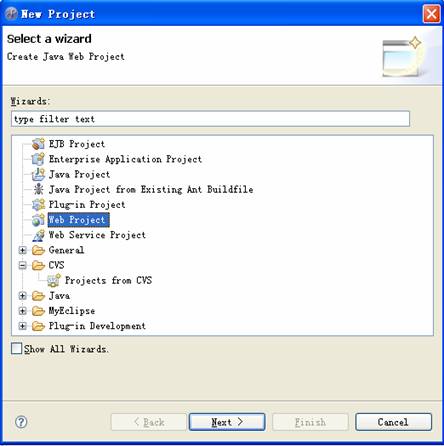 New Project
Select a wizard
Create Java Web Project
Wizards:
type filter text
EJB Project
Enterprise Application Project
Java Project
Java Project from Existing Ant Buildfile
Plug-in Project
Web Project
Web Service Project
General
CVS
Projects from CVS
Java
MyEclipse
Plug-in Development
Show All Wizards.
? < Back Next > Finish Cancel